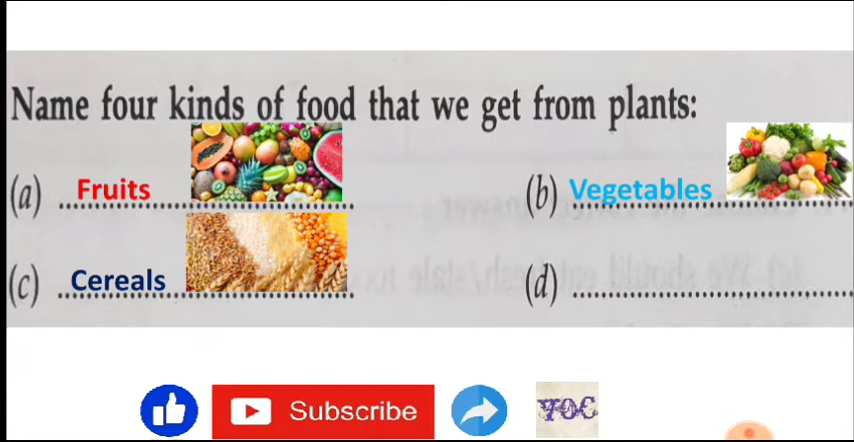 Name four kinds of food that we get from plants:
(a) Fruits (b) Vegetables
(c) Cereals (d)
Subscribe
YOC